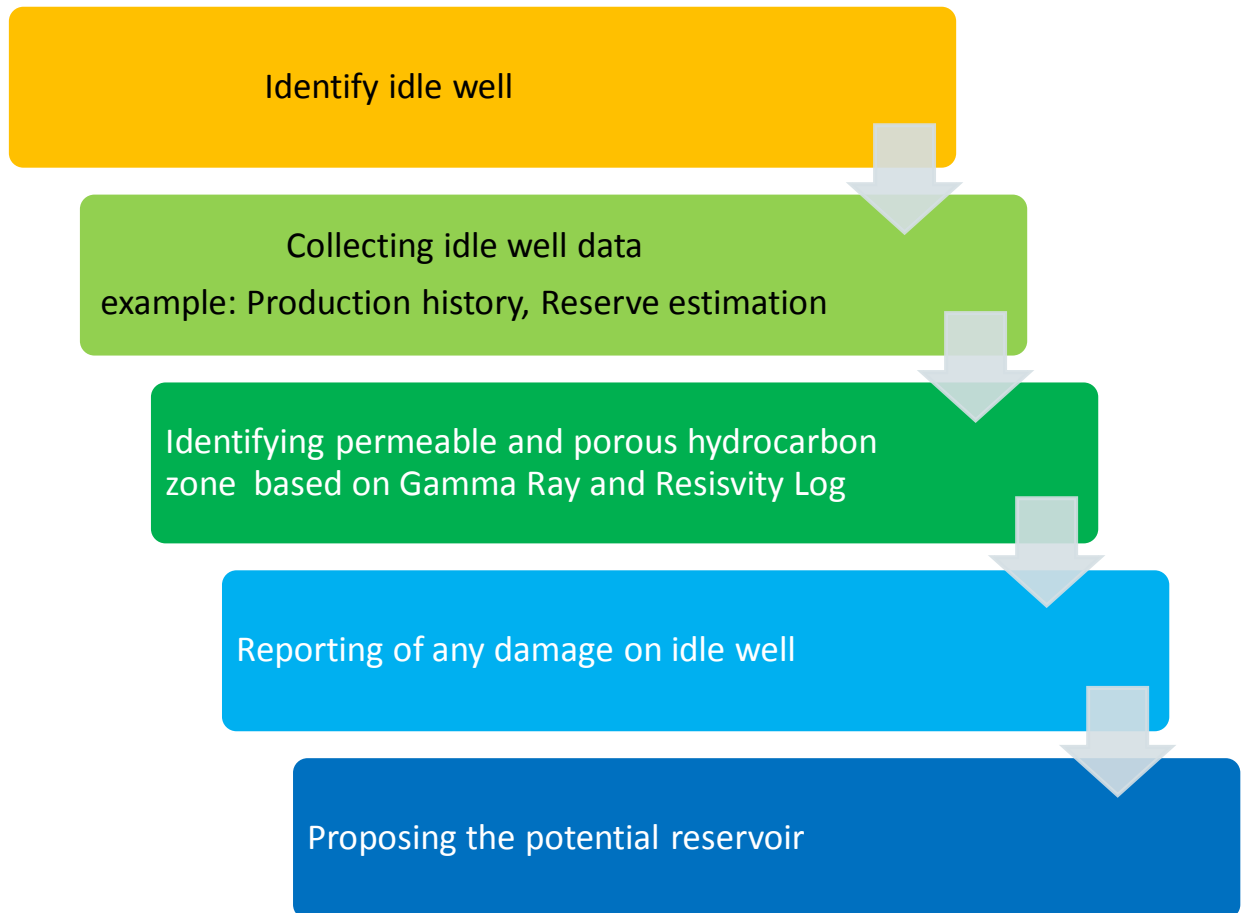 Identify idle well
Collecting idle well data
example: Production history, Reserve estimation
Identifying permeable and porous hydrocarbon
zone  based on Gamma Ray and Resisvity Log
Reporting of any damage on idle well
Proposing the potential reservoir